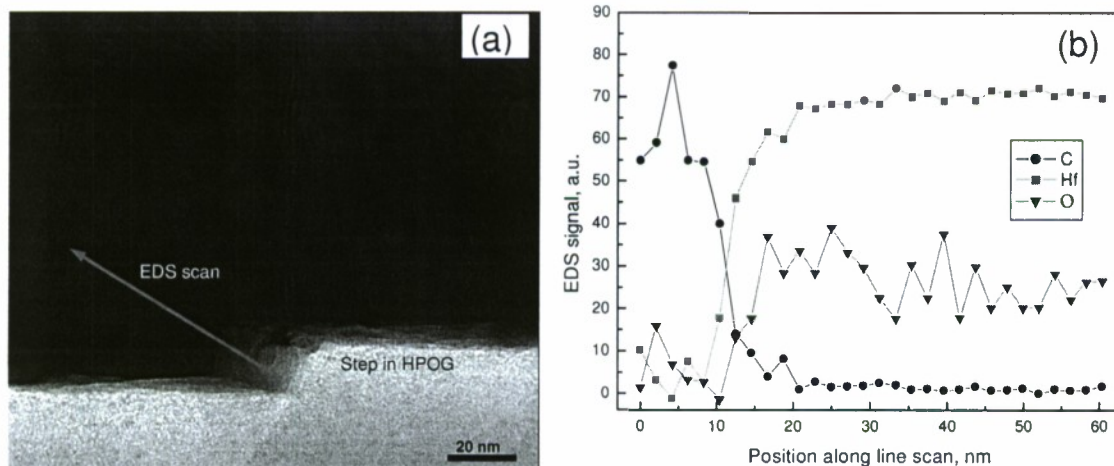 (a)
EDS scan
Step in HPOG
20 nm
(b)
90
80
70
60
50
40
30
20
10
0
EDS signal, a.u.
C
Hf
O
0 10 20 30 40 50 60
Position along line scan, nm